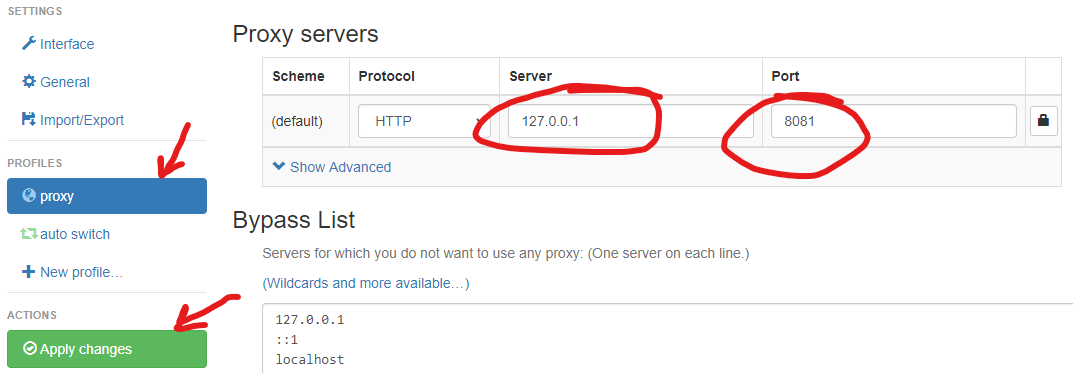 SETTINGS
Interface
General
Import/Export
PROFILES
proxy
auto switch
New profile…
ACTIONS
Apply changes
Proxy servers
Scheme Protocol Server Port
(default) HTTP 127.0.0.1 8081
Show Advanced
Bypass List
Servers for which you do not want to use any proxy: (One server on each line.)
(Wildcards and more available…)
127.0.0.1
::1
localhost